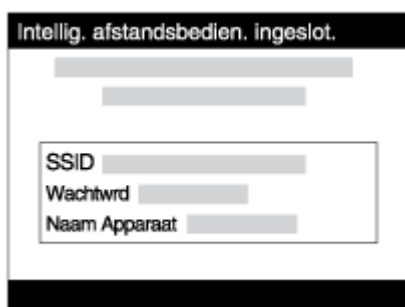 Intellig. afstandsbedien. ingeslot.
SSID
Wachtwrd
Naam Apparaat